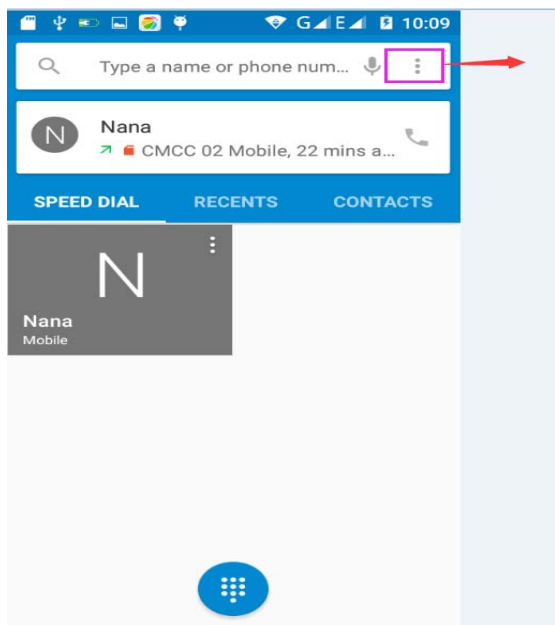 G E 10:09
Type a name or phone num...
N
Nana
CMCC 02 Mobile, 22 mins a...
SPEED DIAL RECENTS CONTACTS
N
Nana
Mobile